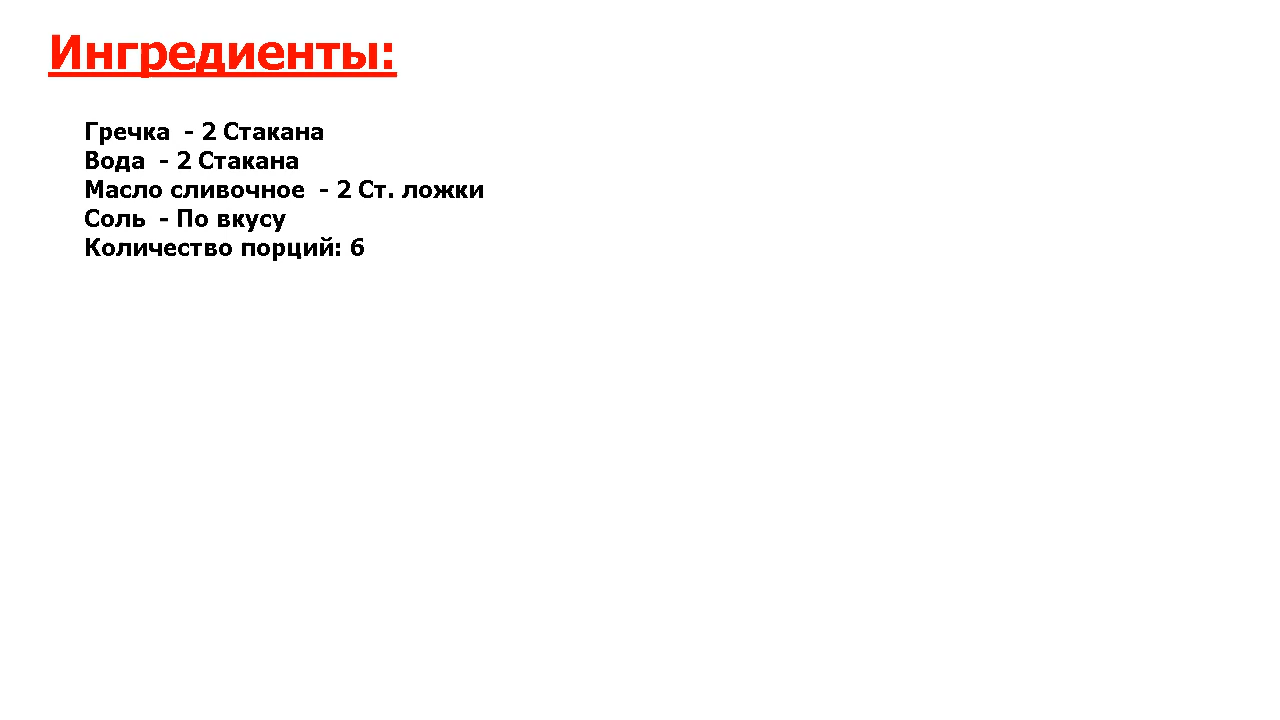 Ингредиенты:
Гречка  - 2 Стакана
Вода  - 2 Стакана
Масло сливочное  - 2 Ст. ложки
Соль  - По вкусу
Количество порций: 6